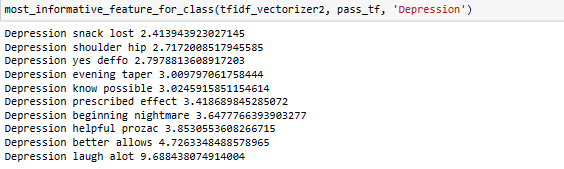 most_informative_feature_for_class(tfidf_vectorizer2, pass_tf, 'Depression')
Depression snack lost 2.413943923027145
Depression shoulder hip 2.7172008517945585
Depression yes deffo 2.7978813608917203
Depression evening taper 3.009797061758444
Depression know possible 3.0245915851154614
Depression prescribed effect 3.418689845285072
Depression beginning nightmare 3.6477766393903277
Depression helpful prozac 3.8530553608266715
Depression better allows 4.7263348488578965
Depression laugh alot 9.688438074914004